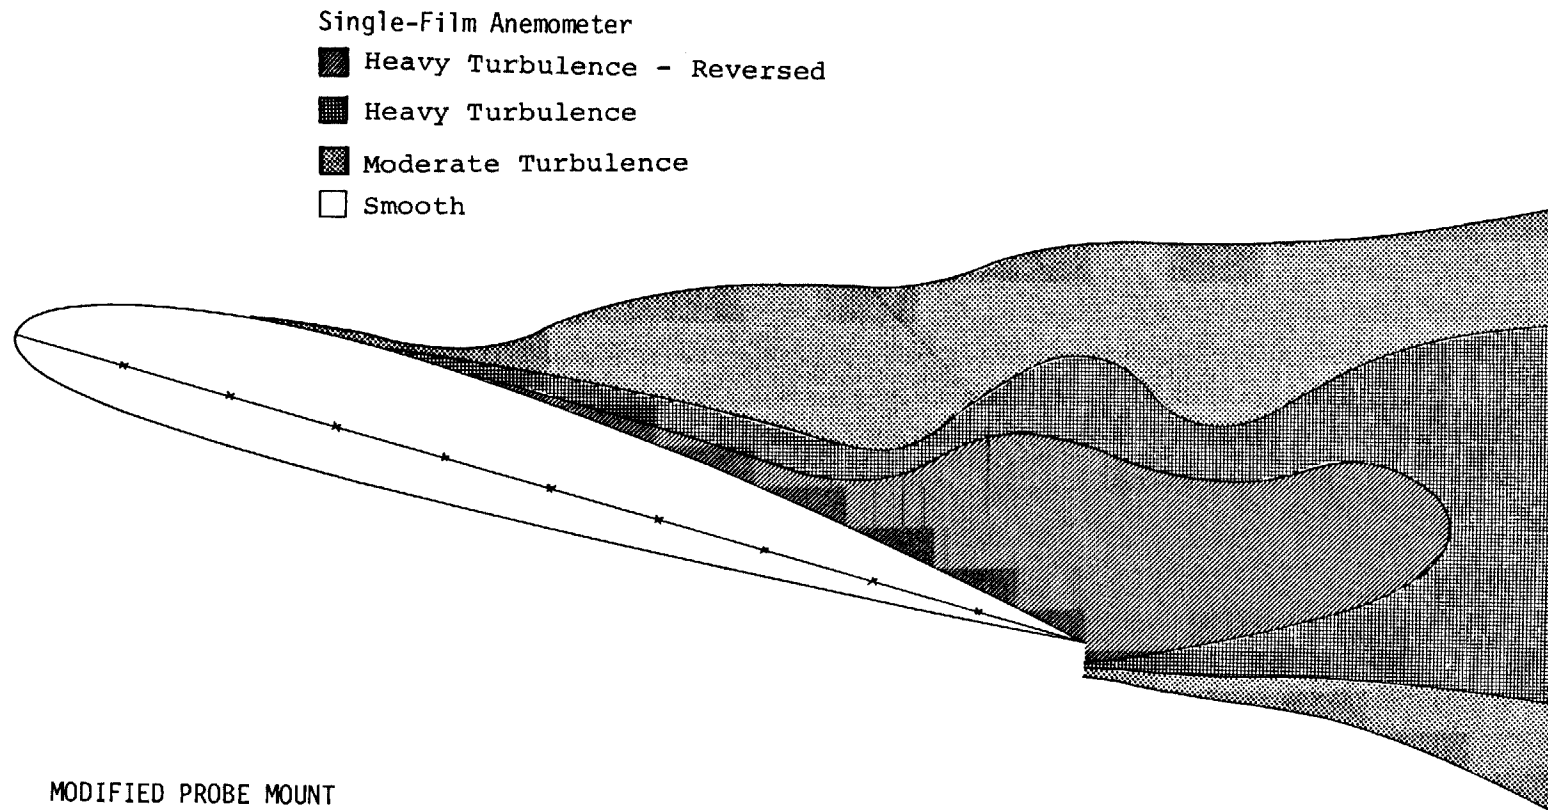 Single-Film Anemometer
Heavy Turbulence - Reversed
Heavy Turbulence
Moderate Turbulence
Smooth
MODIFIED PROBE MOUNT